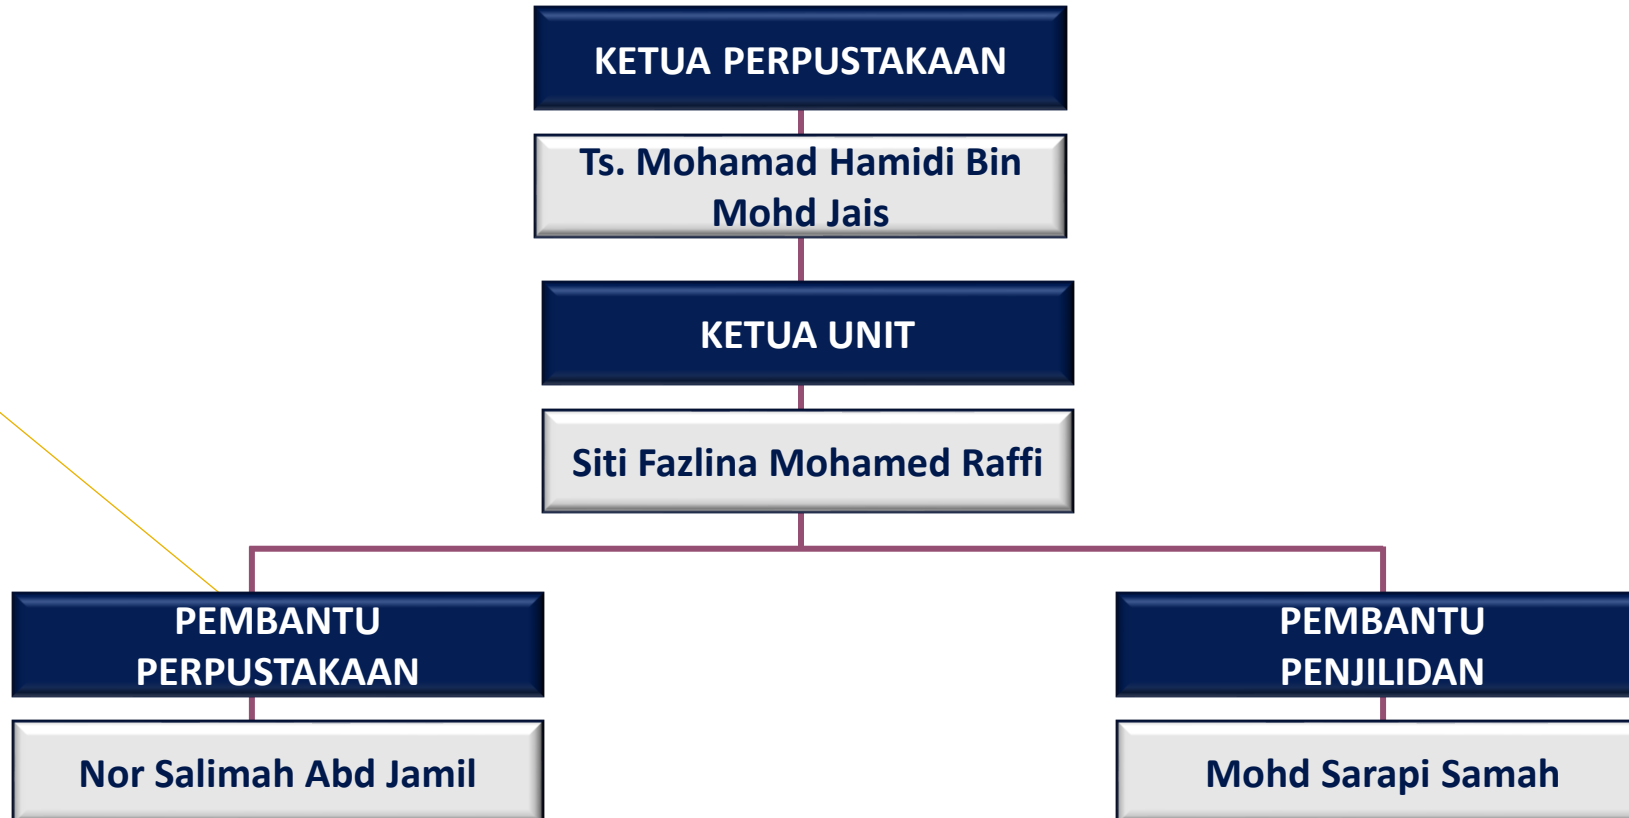 KETUA PERPUSTAKAAN
Ts. Mohamad Hamidi Bin
Mohd Jais
KETUA UNIT
Siti Fazlina Mohamed Raffi
PEMBANTU
PERPUSTAKAAN
Nor Salimah Abd Jamil
PEMBANTU
PENJILIDAN
Mohd Sarapi Samah